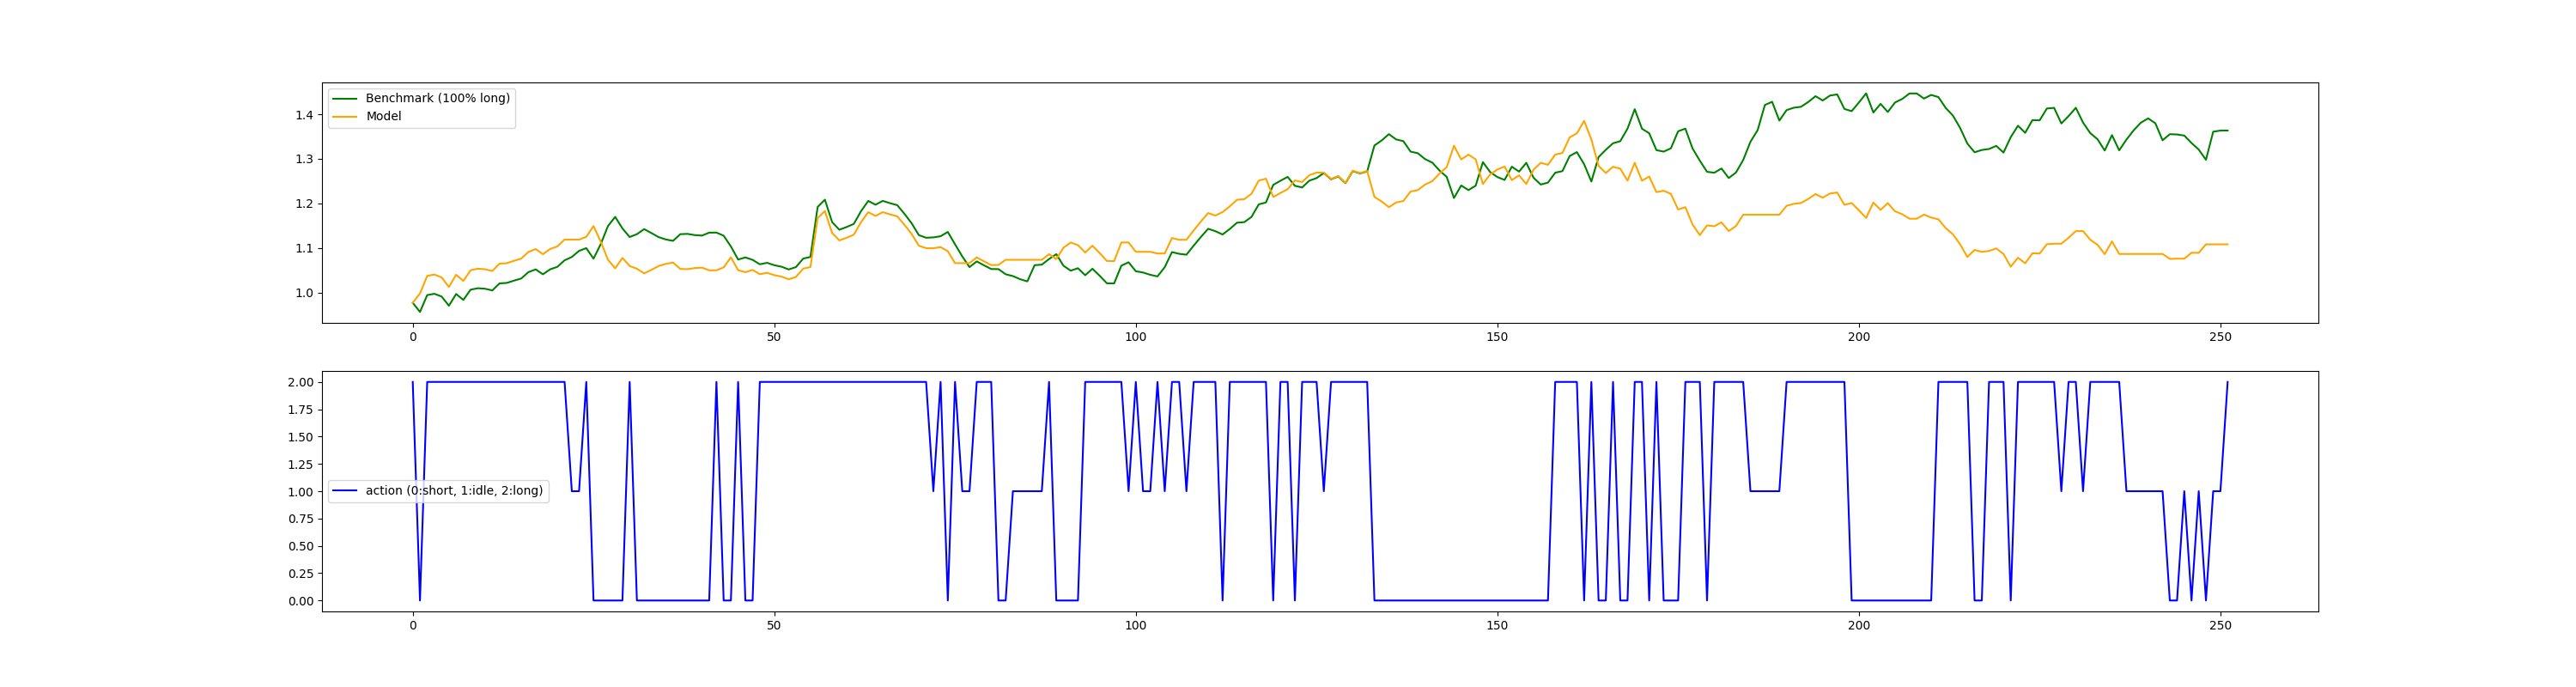 Benchmark (100% long)
Model
1.4
1.3
1.2
1.1
1.0
0 50 100 150 200 250
2.00
1.75
1.50
1.25
1.00
0.75
0.50
0.25
0.00
action (0:short, 1:idle, 2:long)
0 50 100 150 200 250